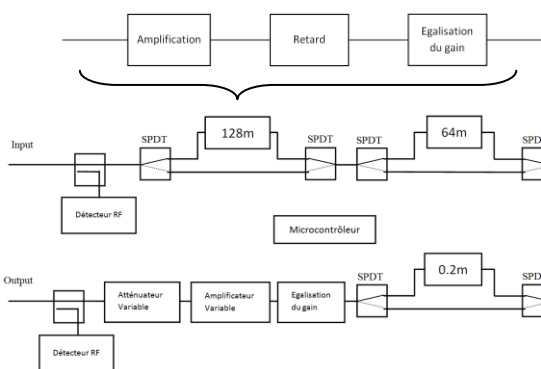 Amplification
Retard
Egalisation
du gain
Input
SPDT
128m
SPDT
SPDT
64m
SPDT
Détecteur RF
Microcontrôleur
Output
Atténuateur
Variable
Amplificateur
Variable
Egalisation
du gain
SPDT
0.2m
SPD
Détecteur RF